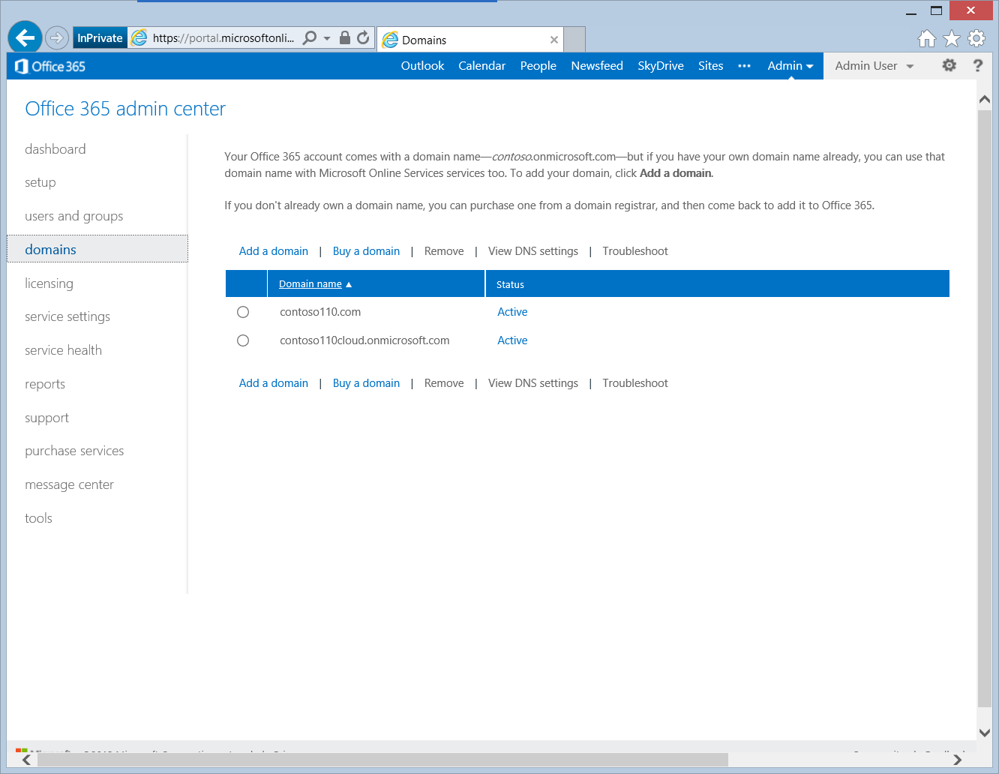 InPrivate https://portal.microsoftonli... Domains
Office 365 Outlook Calendar People Newsfeed SkyDrive Sites ••• Admin Admin User ?
Office 365 admin center
dashboard
setup
users and groups
domains
licensing
service settings
service health
reports
support
purchase services
message center
tools
Your Office 365 account comes with a domain name—contoso.onmicrosoft.com—but if you have your own domain name already, you can use that
domain name with Microsoft Online Services services too. To add your domain, click Add a domain.
If you don't already own a domain name, you can purchase one from a domain registrar, and then come back to add it to Office 365.
Add a domain | Buy a domain | Remove | View DNS settings | Troubleshoot
Domain name ▲ Status
contoso110.com Active
contoso110cloud.onmicrosoft.com Active
Add a domain | Buy a domain | Remove | View DNS settings | Troubleshoot
Microsoft